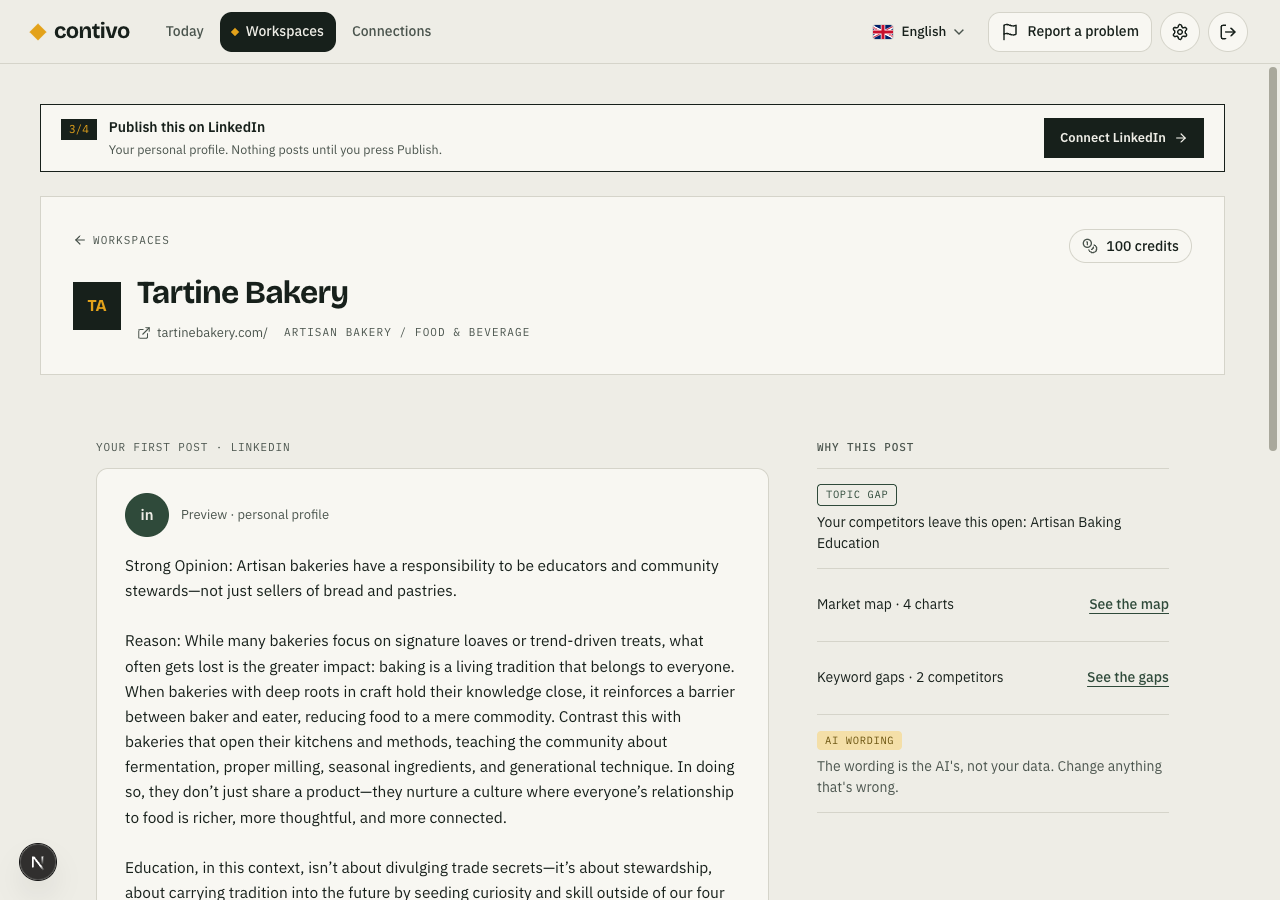 contivo
Today
Workspaces
Connections
English
Report a problem
3/4
Publish this on LinkedIn
Your personal profile. Nothing posts until you press Publish.
Connect LinkedIn
WORKSPACES
100 credits
TA
Tartine Bakery
tartinebakery.com/
ARTISAN BAKERY / FOOD & BEVERAGE
YOUR FIRST POST · LINKEDIN
in
Preview · personal profile
Strong Opinion: Artisan bakeries have a responsibility to be educators and community
stewards—not just sellers of bread and pastries.
Reason: While many bakeries focus on signature loaves or trend-driven treats, what
often gets lost is the greater impact: baking is a living tradition that belongs to everyone.
When bakeries with deep roots in craft hold their knowledge close, it reinforces a barrier
between baker and eater, reducing food to a mere commodity. Contrast this with
bakeries that open their kitchens and methods, teaching the community about
fermentation, proper milling, seasonal ingredients, and generational technique. In doing
so, they don’t just share a product—they nurture a culture where everyone’s relationship
to food is richer, more thoughtful, and more connected.
Education, in this context, isn’t about divulging trade secrets—it’s about stewardship,
about carrying tradition into the future by seeding curiosity and skill outside of our four
WHY THIS POST
TOPIC GAP
Your competitors leave this open: Artisan Baking
Education
Market map · 4 charts
See the map
Keyword gaps · 2 competitors
See the gaps
AI WORDING
The wording is the AI's, not your data. Change anything
that's wrong.
N